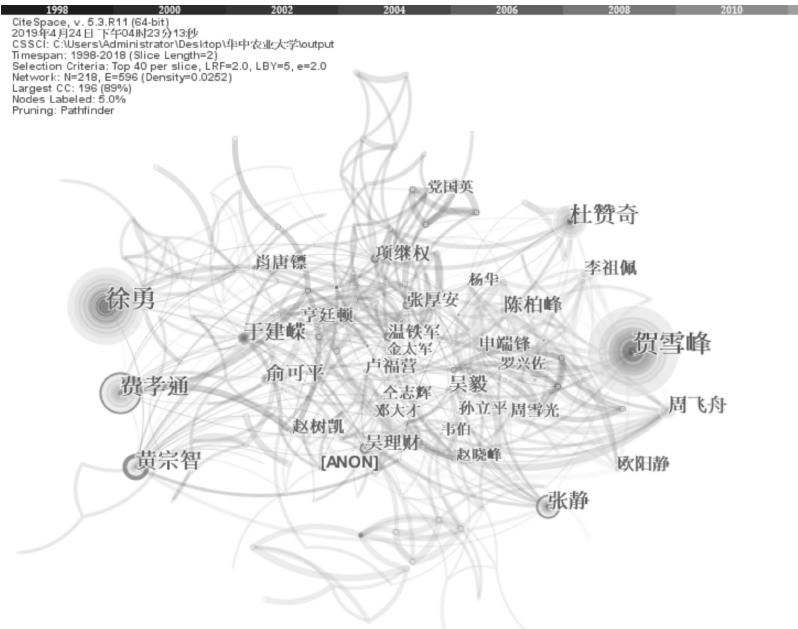 1998 2000 2002 2004 2006 2008 2010
CiteSpace, v. 5.3.R11 (64-bit)
2019年4月24日 下午04时23分13秒
CSSCI: C:\Users\Administrator\Desktop\华中农业大学\output
Timespan: 1998-2018 (Slice Length=2)
Selection Criteria: Top 40 per slice, LRF=2.0, LBY=5, e=2.0
Network: N=218, E=596 (Density=0.0252)
Largest CC: 196 (89%)
Nodes Labeled: 5.0%
Pruning: Pathfinder
党国英
杜赞奇
项继权
肖唐镖
李祖佩
杨华
徐勇
张厚安
陈柏峰
亨廷顿
于建嵘
温铁军
贺雪峰
申端锋
金太军
罗兴佐
卢福营
俞可平
吴毅
费孝通
仝志辉
周飞舟
邓大才
孙立平
周雪光
赵树凯
韦伯
吴理财
赵晓峰
黄宗智
[ANON]
欧阳静
张静